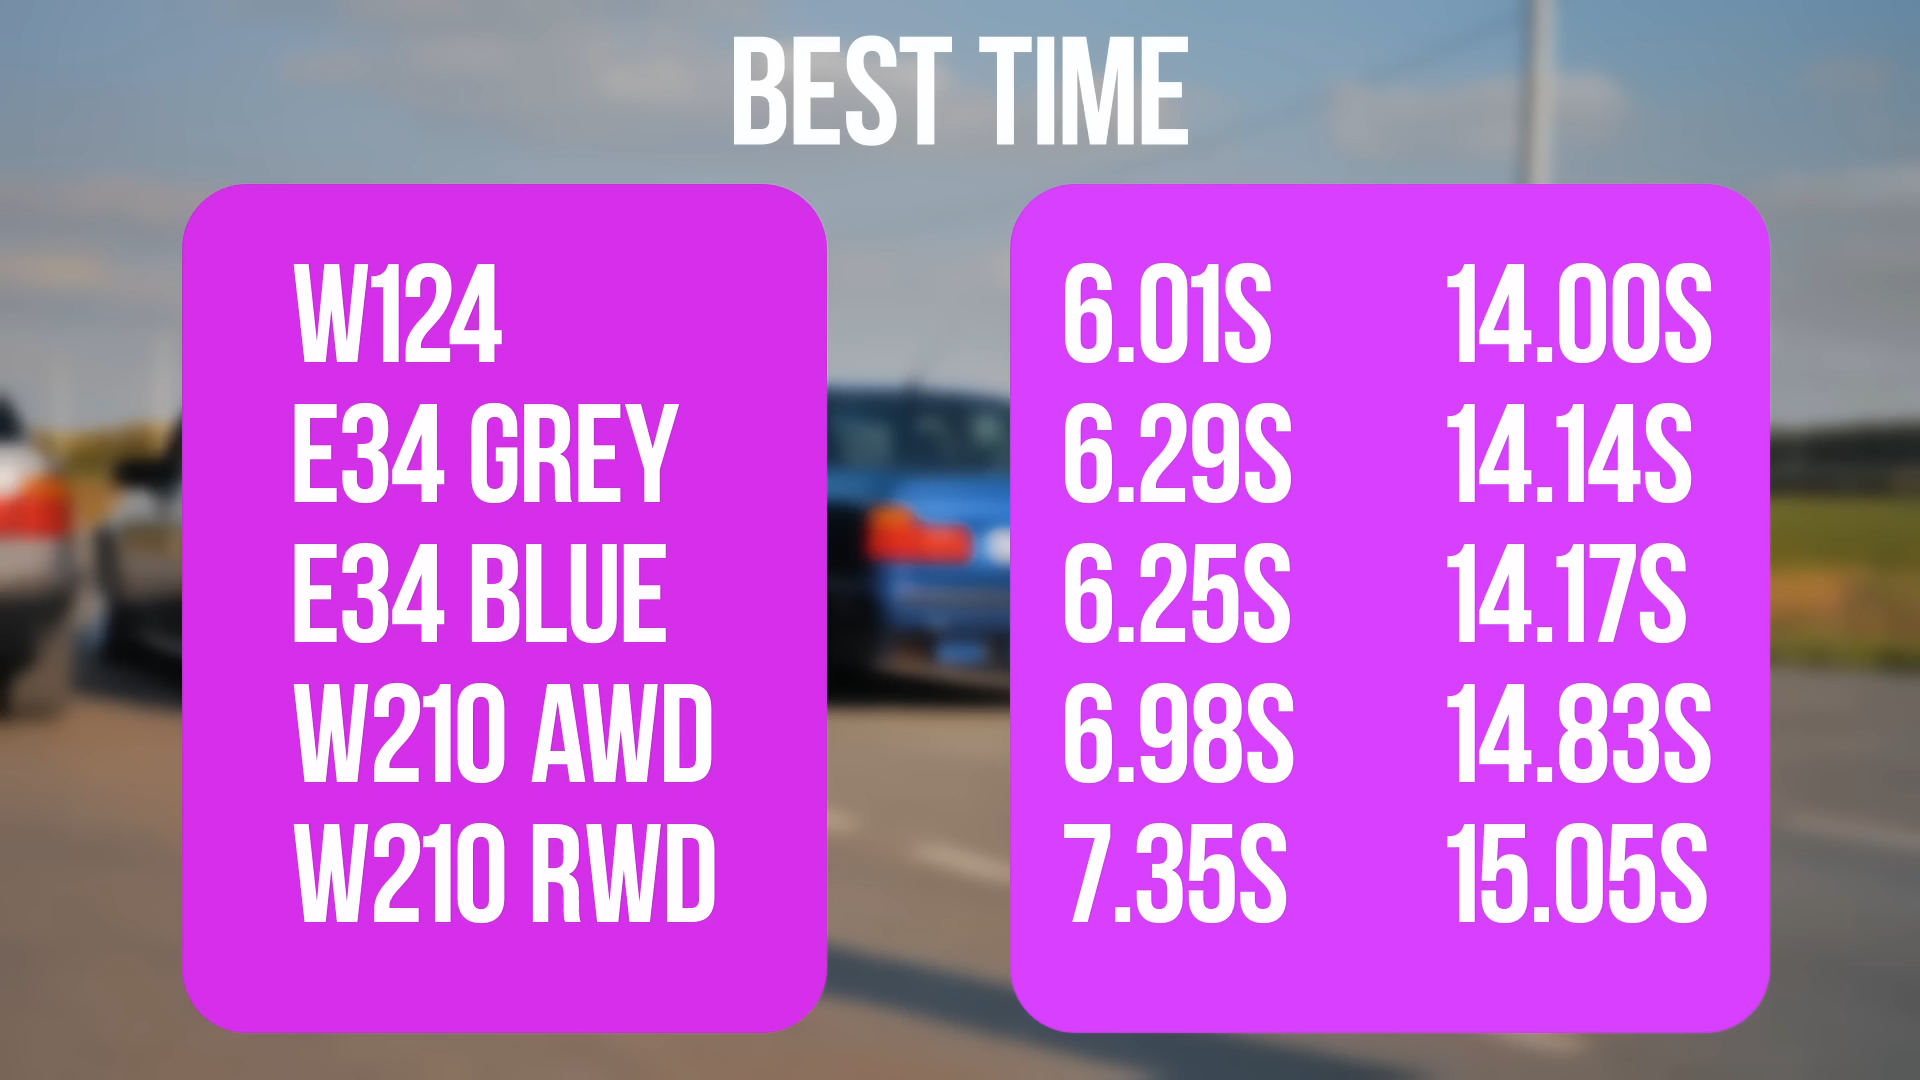 BEST TIME
W124 6.01S 14.00S
E34 GREY 6.29S 14.14S
E34 BLUE 6.25S 14.17S
W210 AWD 6.98S 14.83S
W210 RWD 7.35S 15.05S